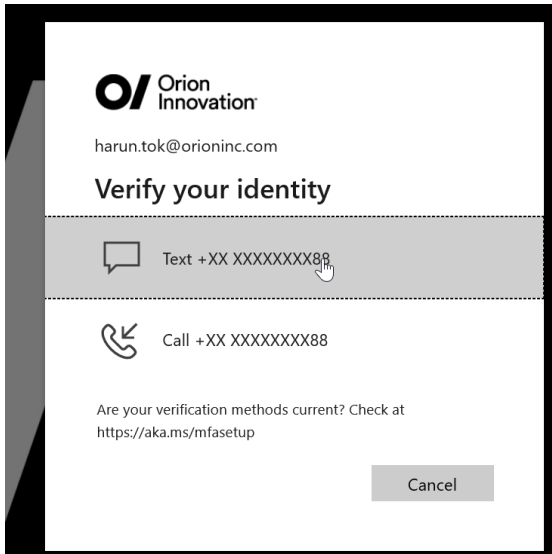 Orion
Innovation
harun.tok@orioninc.com
Verify your identity
Text +XX XXXXXXXX88
Call +XX XXXXXXXX88
Are your verification methods current? Check at
https://aka.ms/mfasetup
Cancel